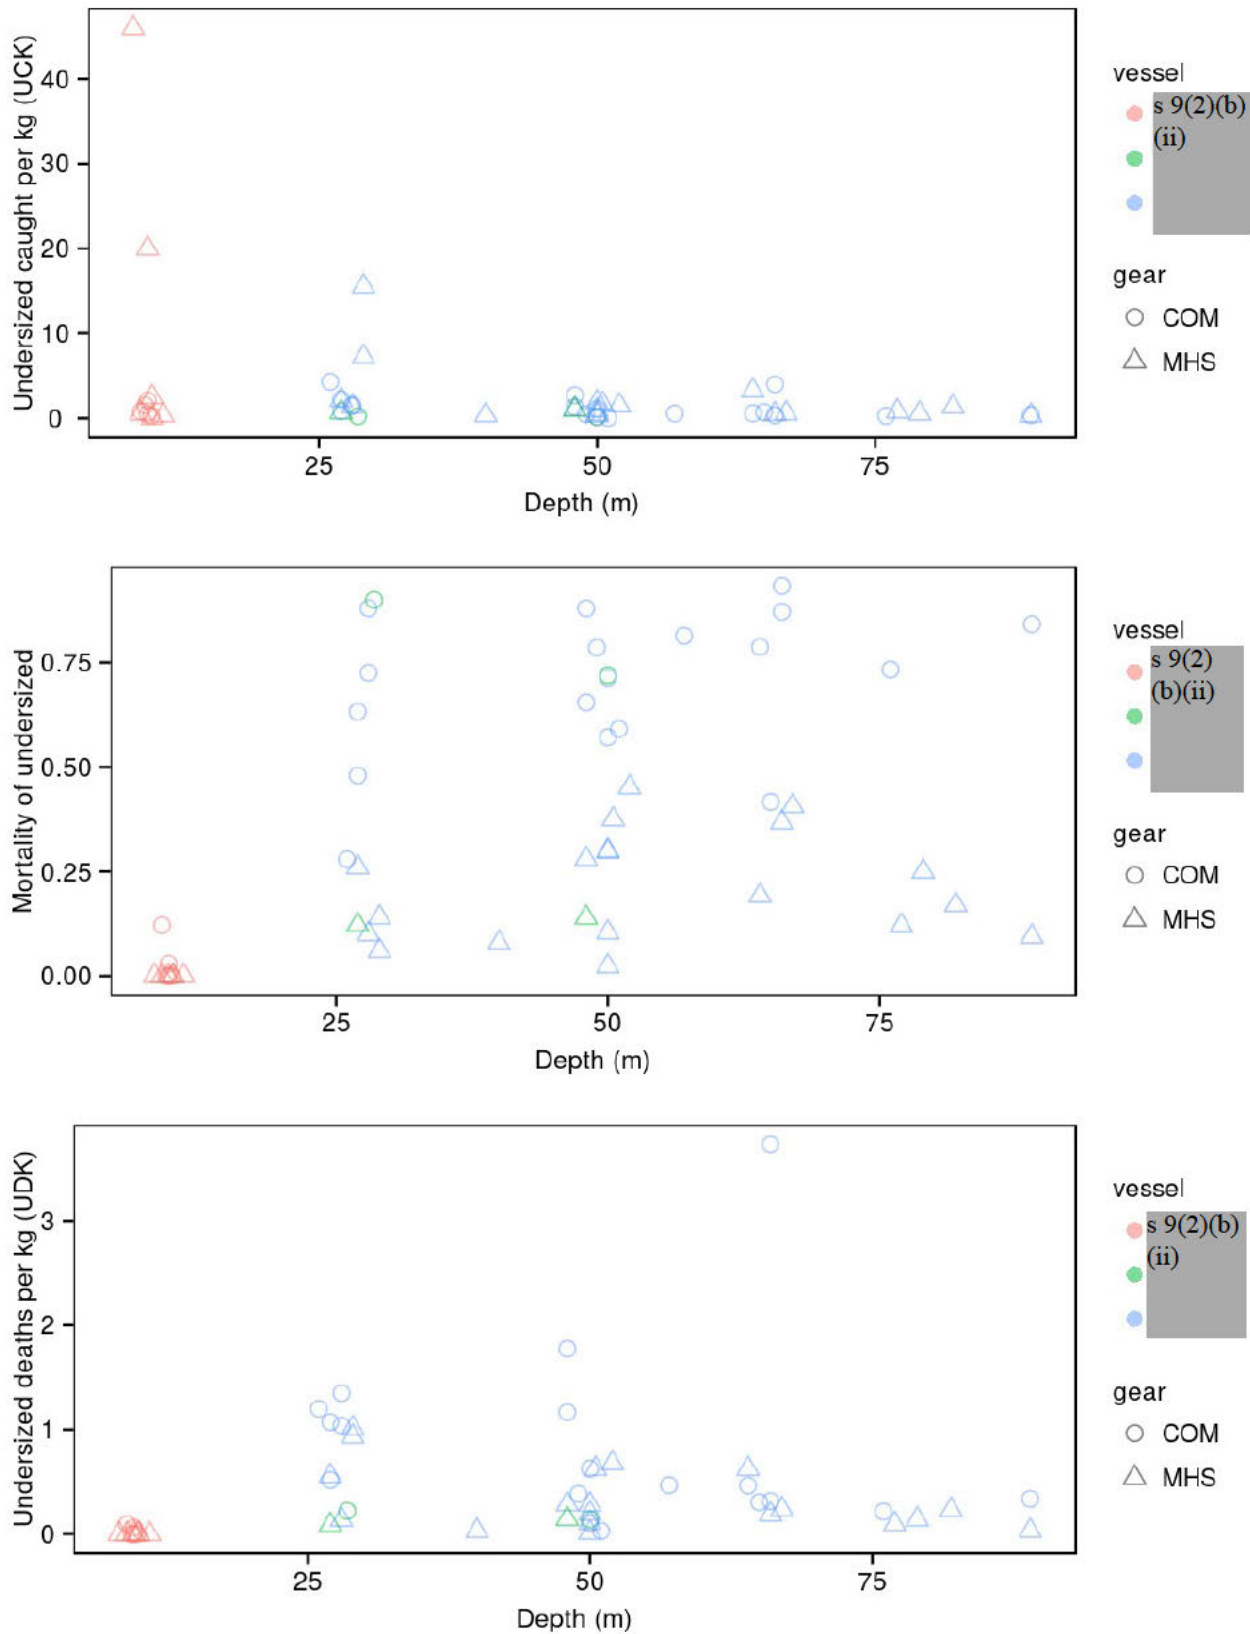 Undersized caught per kg (UCK)
40
30
20
10
0
25
50
75
Depth (m)
vessel
s 9(2)(b)
(ii)
gear
COM
MHS
Mortality of undersized
0.75
0.50
0.25
0.00
25
50
75
Depth (m)
vessel
s 9(2)
(b)(ii)
gear
COM
MHS
Undersized deaths per kg (UDK)
3
2
1
0
25
50
75
Depth (m)
vessel
s 9(2)(b)
(ii)
gear
COM
MHS